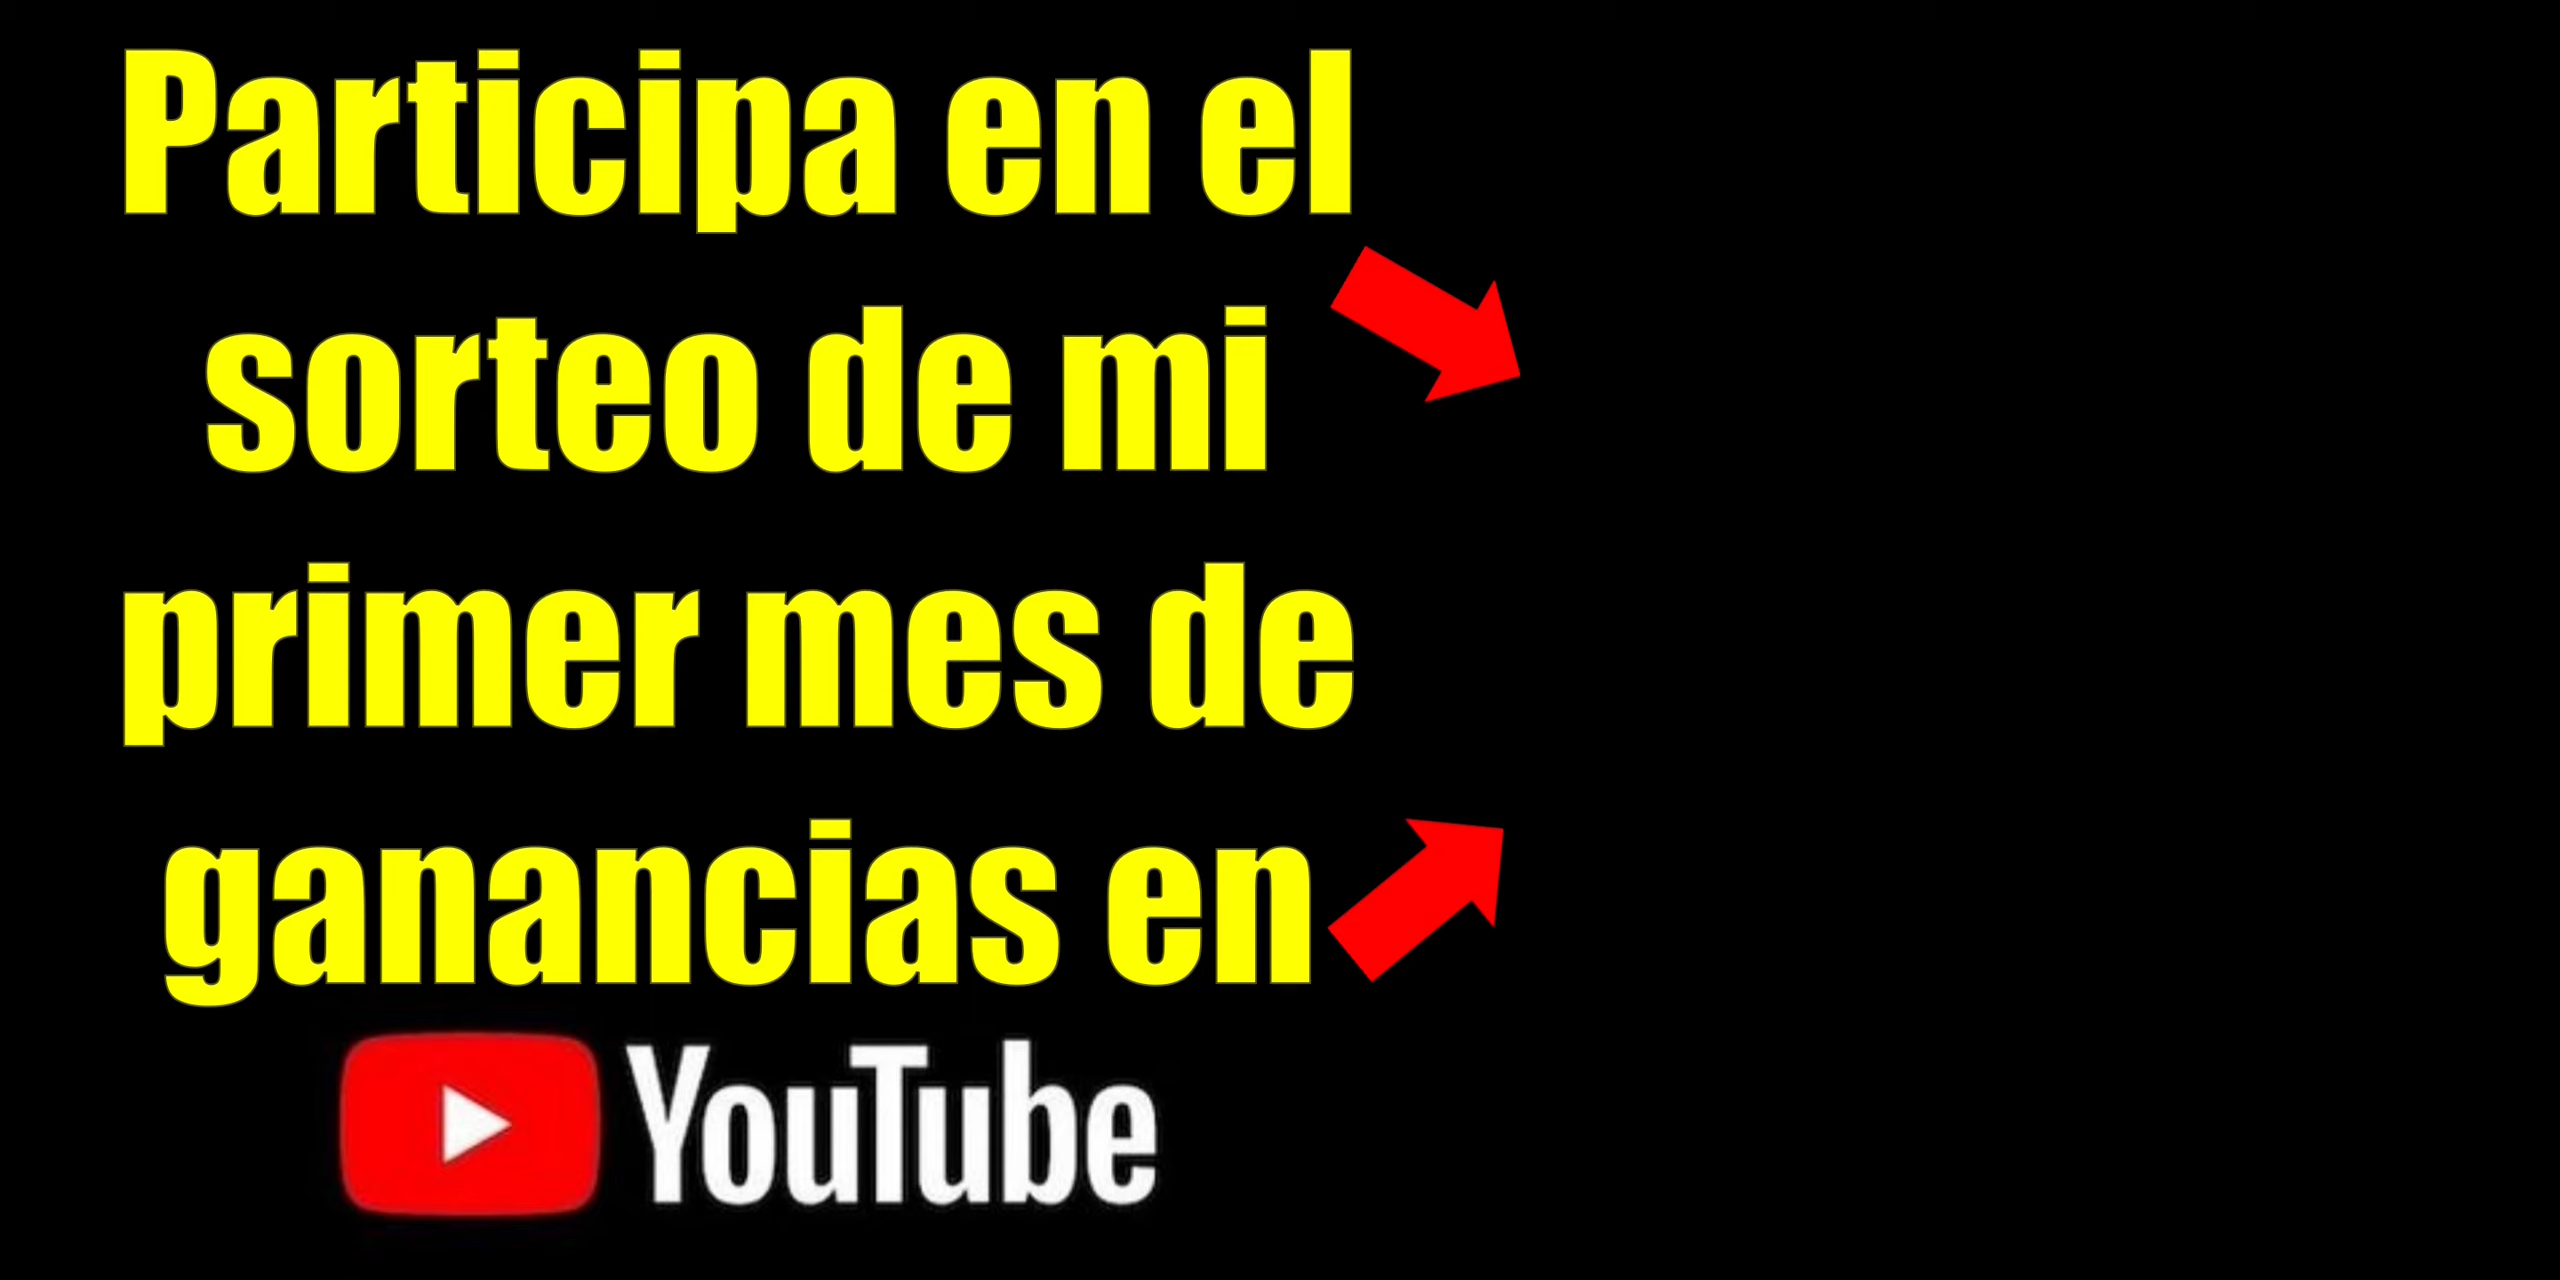 Participa en el
sorteo de mi
primer mes de
ganancias en
YouTube